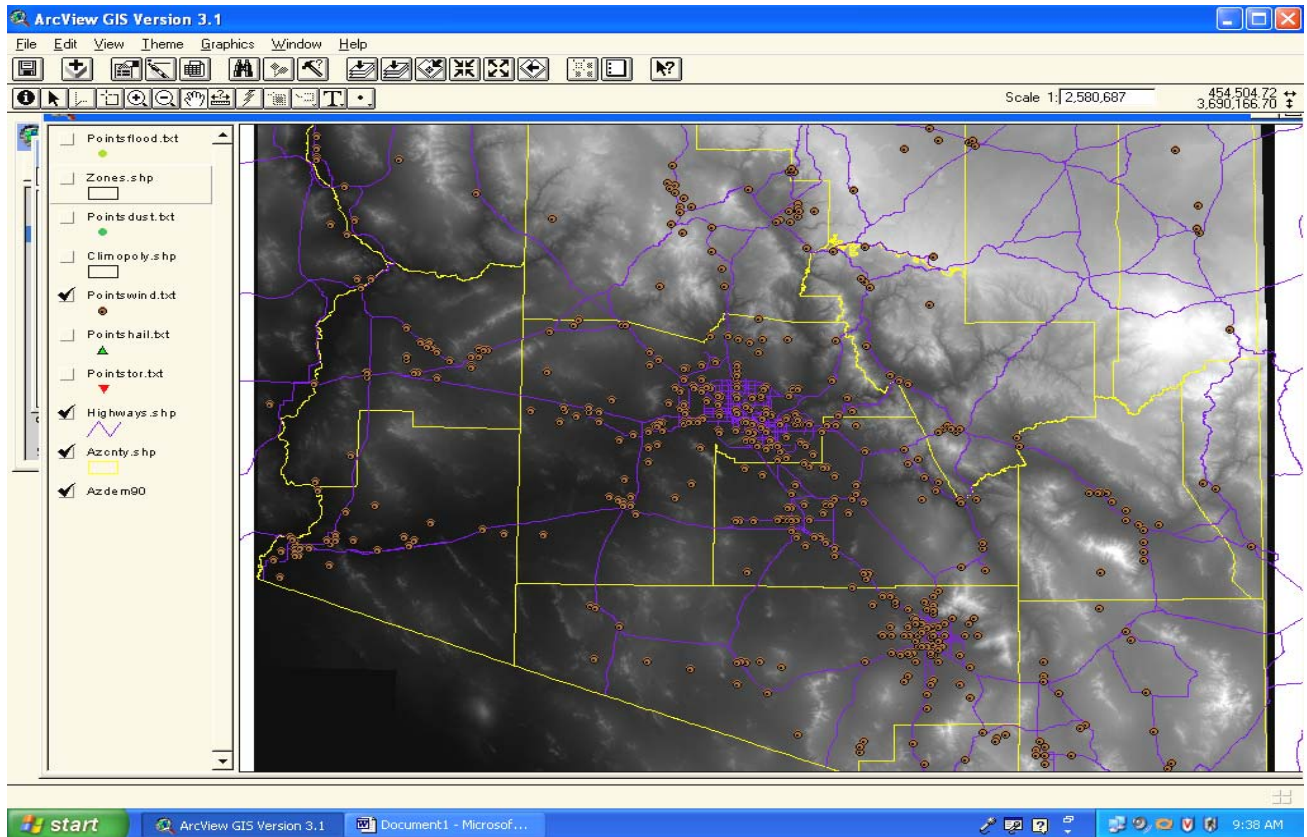 ArcView GIS Version 3.1
File Edit View Theme Graphics Window Help
Scale 1: 2,580,687
454,504.72
3,690,166.70
Pointsflood.txt
Zones.shp
Pointsdust.txt
Climopoly.shp
Pointswind.txt
Pointshail.txt
Pointstor.txt
Highways.shp
Azcnty.shp
Azdem90
start ArcView GIS Version 3.1 Document1 - Microsof... 9:38 AM